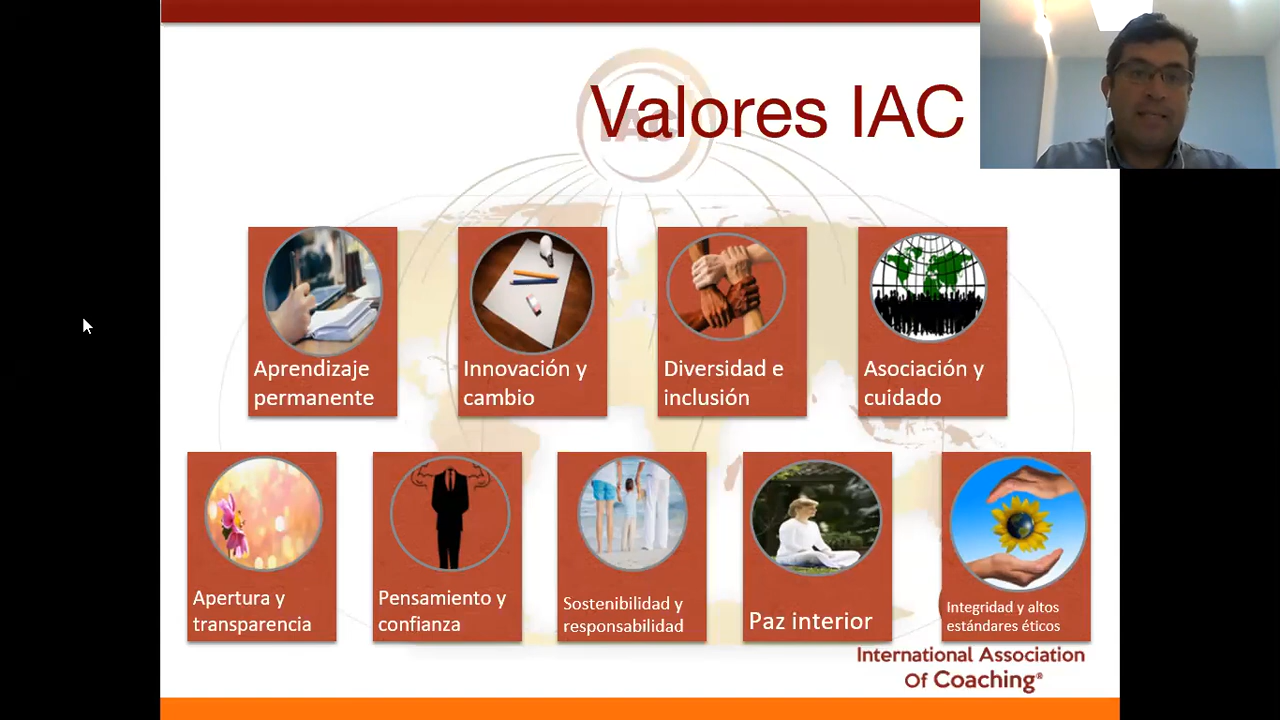 Valores IAC
IAC
Aprendizaje
permanente
Innovación y
cambio
Diversidad e
inclusión
Asociación y
cuidado
Apertura y
transparencia
Pensamiento y
confianza
Sostenibilidad y
responsabilidad
Paz interior
Integridad y altos
estándares éticos
International Association
Of Coaching®